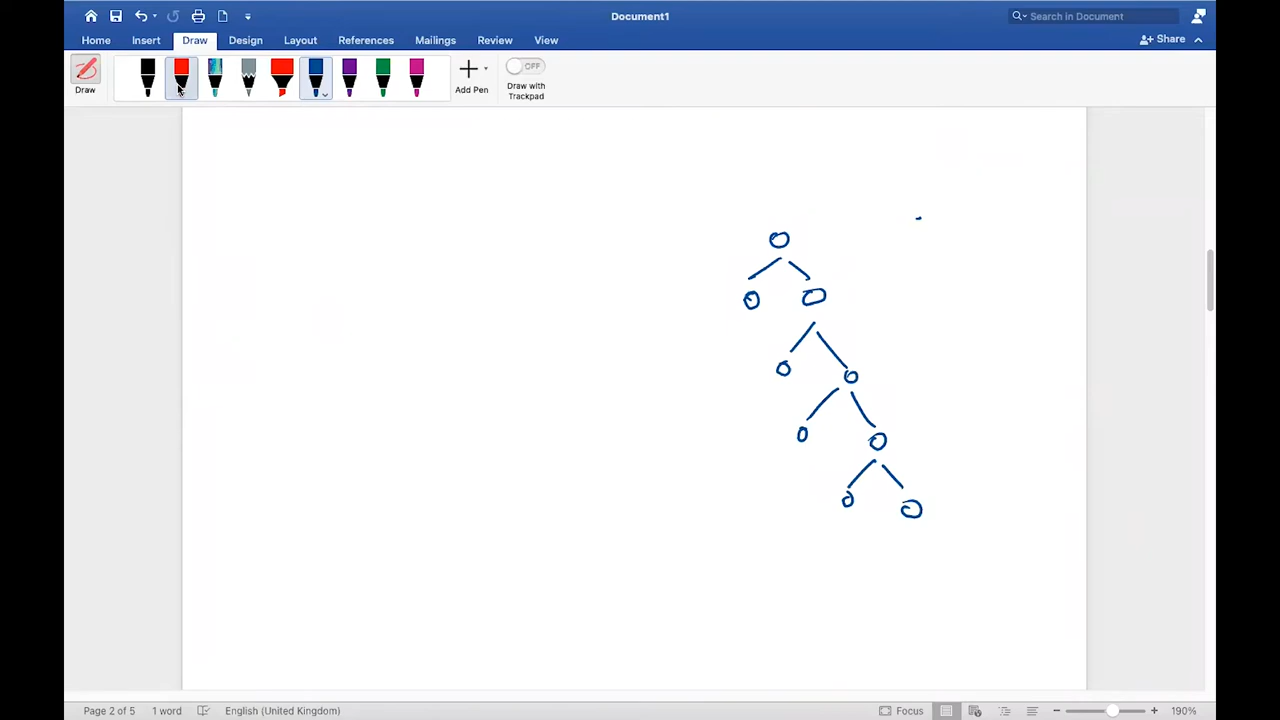 Document1
Search in Document
Home Insert Draw Design Layout References Mailings Review View
Share
Draw
Add Pen
OFF
Draw with
Trackpad
Page 2 of 5 1 word English (United Kingdom) Focus 190%